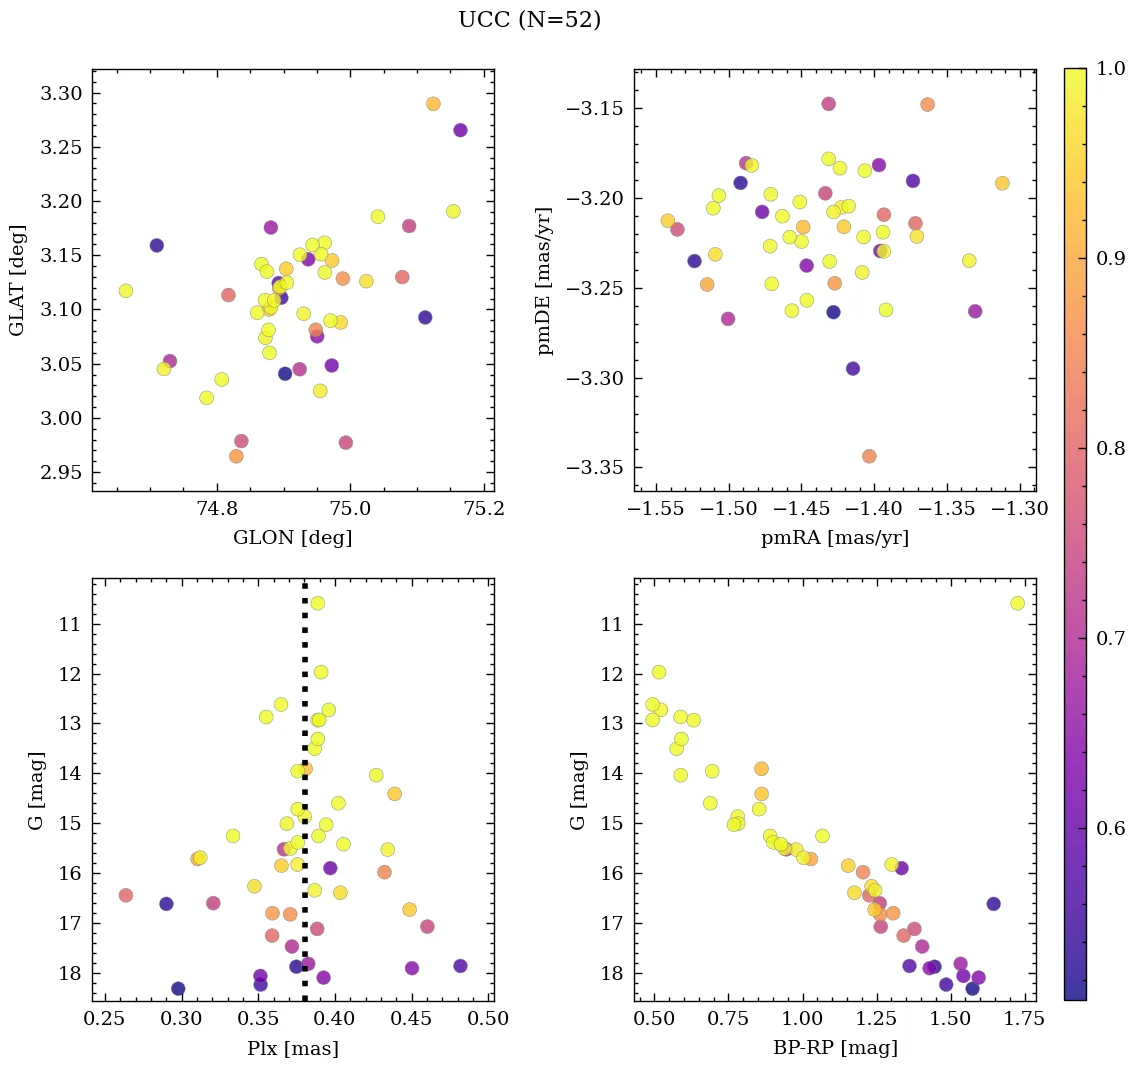 UCC (N=52)
3.30
3.25
3.20
3.15
3.10
3.05
3.00
2.95
GLAT [deg]
74.8 75.0 75.2
GLON [deg]
−3.15
−3.20
−3.25
−3.30
−3.35
pmDE [mas/yr]
−1.55 −1.50 −1.45 −1.40 −1.35 −1.30
pmRA [mas/yr]
11
12
13
14
15
16
17
18
G [mag]
0.25 0.30 0.35 0.40 0.45 0.50
Plx [mas]
11
12
13
14
15
16
17
18
G [mag]
0.50 0.75 1.00 1.25 1.50 1.75
BP-RP [mag]
1.0
0.9
0.8
0.7
0.6